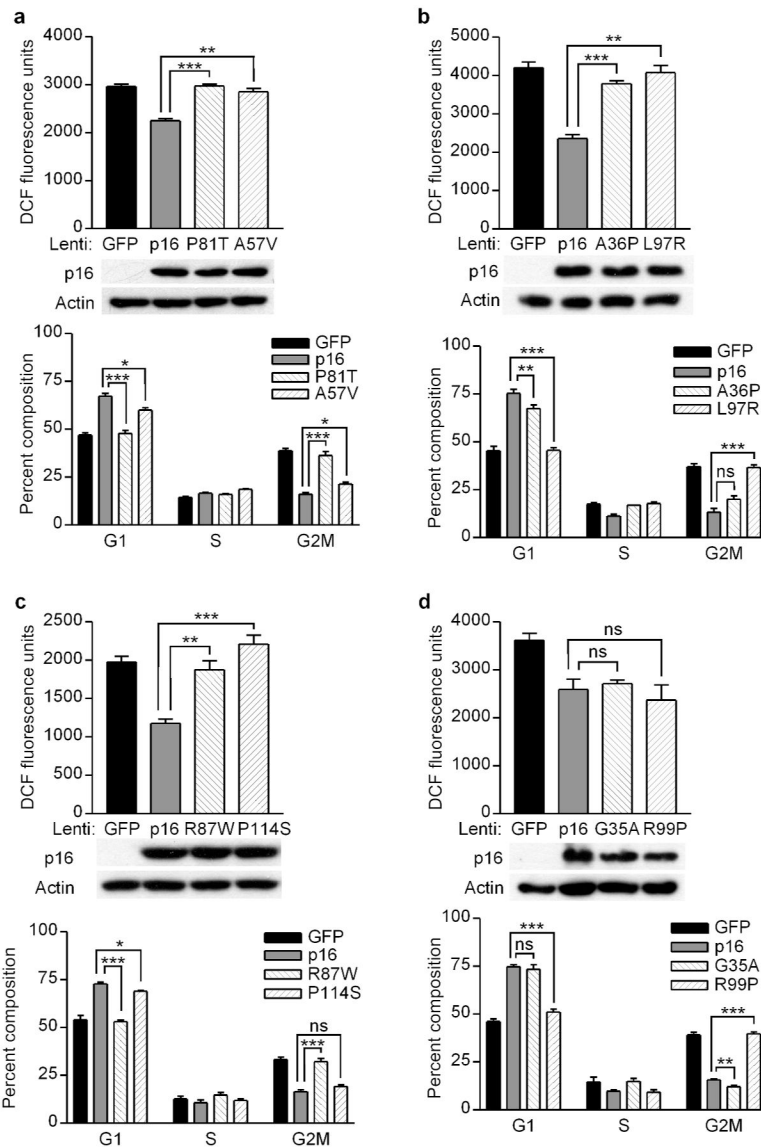 a
DCF fluorescence units
4000
3000
2000
1000
0
**
***
Lenti: GFP p16 P81T A57V
p16
Actin
Percent composition
100
75
50
25
0
*
***
*
***
GFP
p16
P81T
A57V
G1 S G2M
b
DCF fluorescence units
5000
4000
3000
2000
1000
0
**
***
Lenti: GFP p16 A36P L97R
p16
Actin
Percent composition
100
75
50
25
0
***
**
***
ns
GFP
p16
A36P
L97R
G1 S G2M
c
DCF fluorescence units
2500
2000
1500
1000
500
0
***
**
Lenti: GFP p16 R87W P114S
p16
Actin
Percent composition
100
75
50
25
0
*
***
ns
***
GFP
p16
R87W
P114S
G1 S G2M
d
DCF fluorescence units
4000
3000
2000
1000
0
ns
ns
Lenti: GFP p16 G35A R99P
p16
Actin
Percent composition
100
75
50
25
0
***
ns
***
**
GFP
p16
G35A
R99P
G1 S G2M